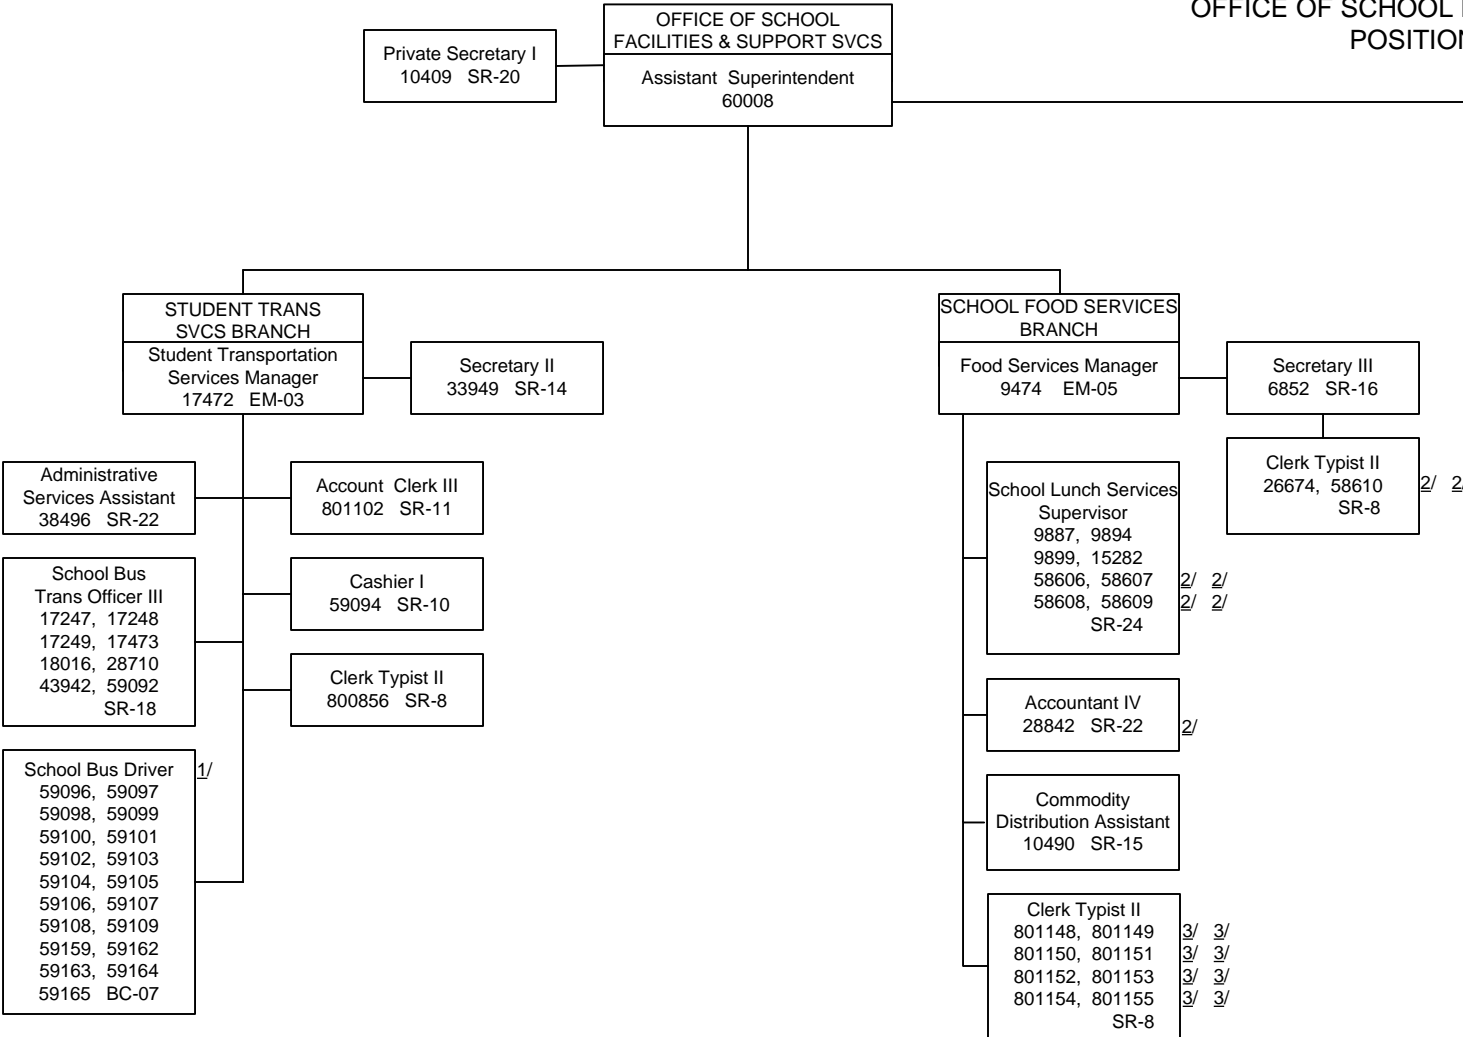 OFFICE OF SCHOOL
POSITION
OFFICE OF SCHOOL
FACILITIES & SUPPORT SVCS
Assistant Superintendent
60008
Private Secretary I
10409 SR-20
STUDENT TRANS
SVCS BRANCH
Student Transportation
Services Manager
17472 EM-03
Secretary II
33949 SR-14
Administrative
Services Assistant
38496 SR-22
Account Clerk III
801102 SR-11
School Bus
Trans Officer III
17247, 17248
17249, 17473
18016, 28710
43942, 59092
SR-18
Cashier I
59094 SR-10
Clerk Typist II
800856 SR-8
School Bus Driver 1/
59096, 59097
59098, 59099
59100, 59101
59102, 59103
59104, 59105
59106, 59107
59108, 59109
59159, 59162
59163, 59164
59165 BC-07
SCHOOL FOOD SERVICES
BRANCH
Food Services Manager
9474 EM-05
Secretary III
6852 SR-16
Clerk Typist II
26674, 58610 2/ 2/
SR-8
School Lunch Services
Supervisor
9887, 9894
9899, 15282
58606, 58607 2/ 2/
58608, 58609 2/ 2/
SR-24
Accountant IV
28842 SR-22 2/
Commodity
Distribution Assistant
10490 SR-15
Clerk Typist II
801148, 801149 3/ 3/
801150, 801151 3/ 3/
801152, 801153 3/ 3/
801154, 801155 3/ 3/
SR-8